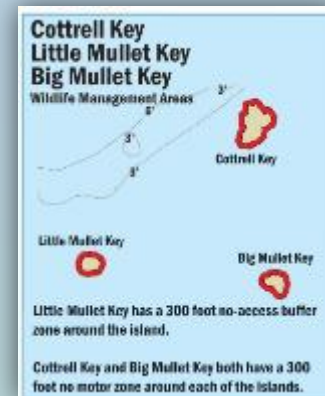 Cottrell Key
Little Mullet Key
Big Mullet Key
Wildlife Management Areas
3'
6'
3'
3'
Cottrell Key
Little Mullet Key
Big Mullet Key
Little Mullet Key has a 300 foot no-access buffer
zone around the island.
Cottrell Key and Big Mullet Key both have a 300
foot no motor zone around each of the islands.